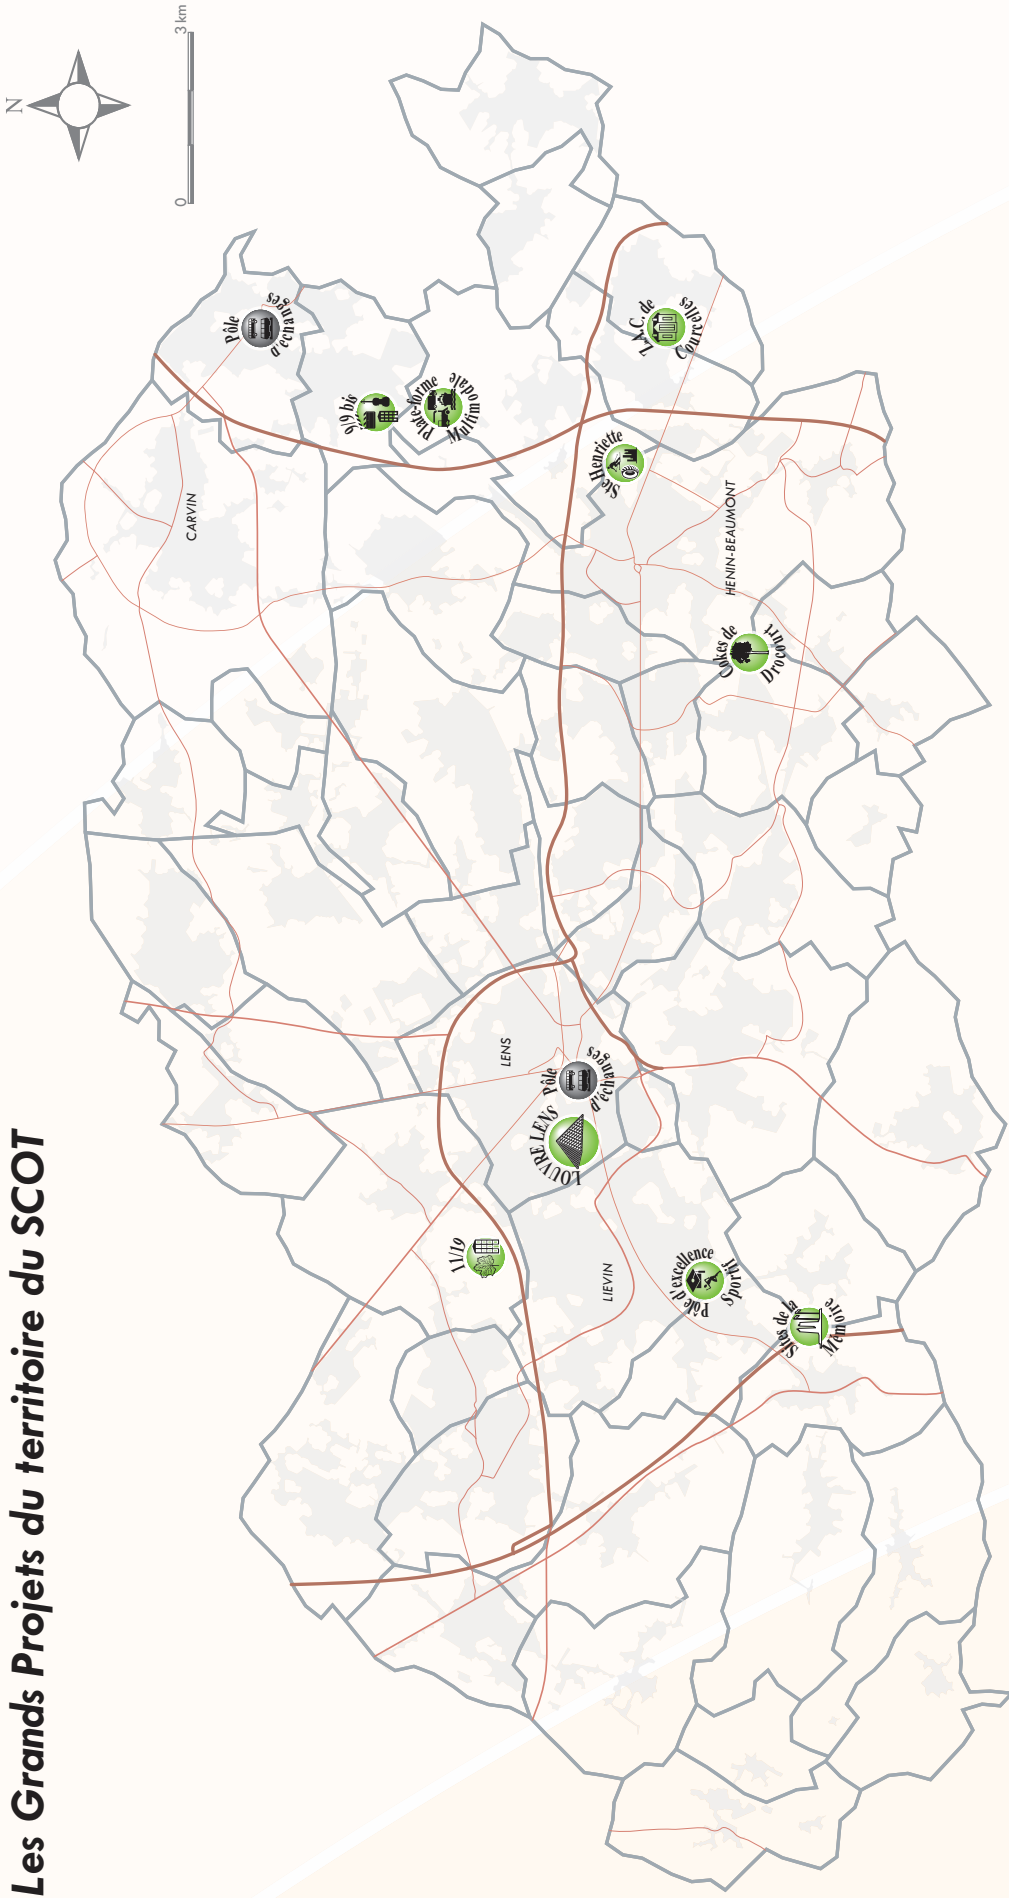 Les Grands Projets du territoire du SCOT
N
0
3 km
CARVIN
Pôle
d'échanges
9/9 bis
Plate-forme
Multimodale
LENS
11/19
LOUVRE LENS
Pôle
d'échanges
Ste Henriette
Z.A.C. de
Courcelles
LIEVIN
HENIN-BEAUMONT
Pôle d'excellence
Sportif
Cokes de
Drocourt
Sites de la
Mémoire